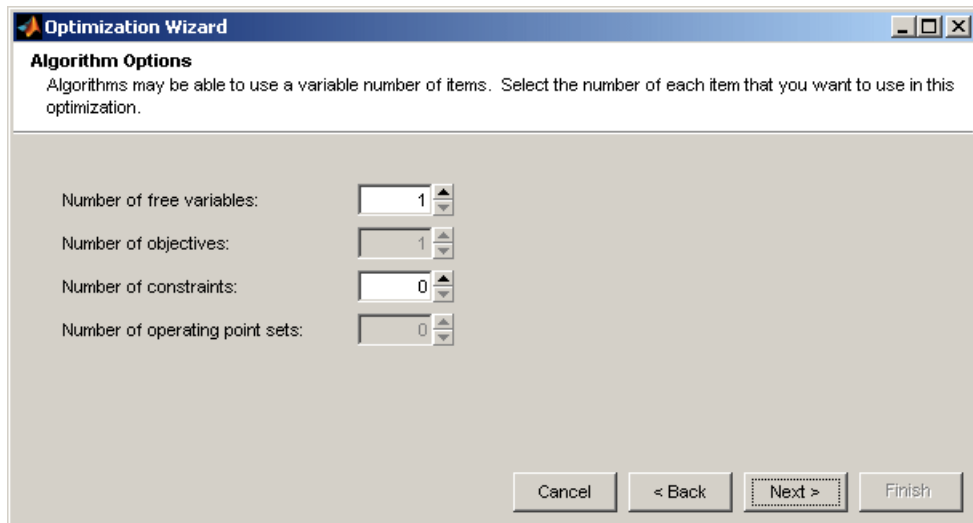 Optimization Wizard
Algorithm Options
Algorithms may be able to use a variable number of items.  Select the number of each item that you want to use in this
optimization.
Number of free variables: 1
Number of objectives: 1
Number of constraints: 0
Number of operating point sets: 0
Cancel < Back Next > Finish